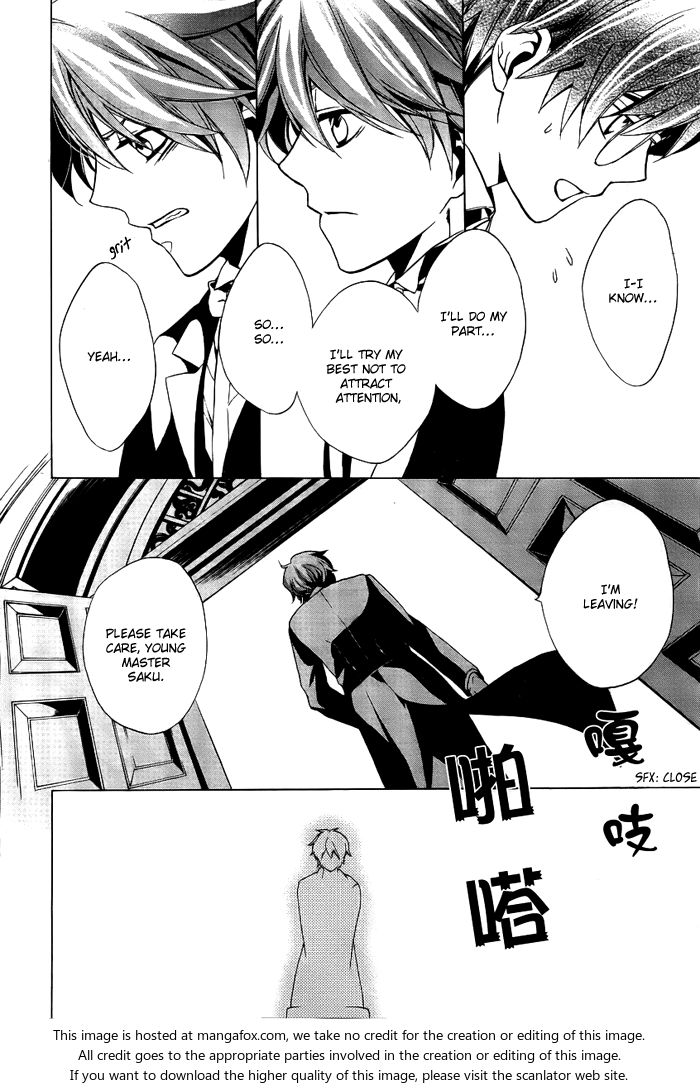 I-I
KNOW...
I'LL DO MY
PART...
I'LL TRY MY
BEST NOT TO
ATTRACT
ATTENTION,
SO...
SO...
grit
YEAH...
I'M
LEAVING!
PLEASE TAKE
CARE, YOUNG
MASTER
SAKU.
嘎
吱
SFX: CLOSE
啪
嗒
This image is hosted at mangafox.com, we take no credit for the creation or editing of this image.
All credit goes to the appropriate parties involved in the creation or editing of this image.
If you want to download the higher quality of this image, please visit the scanlator web site.